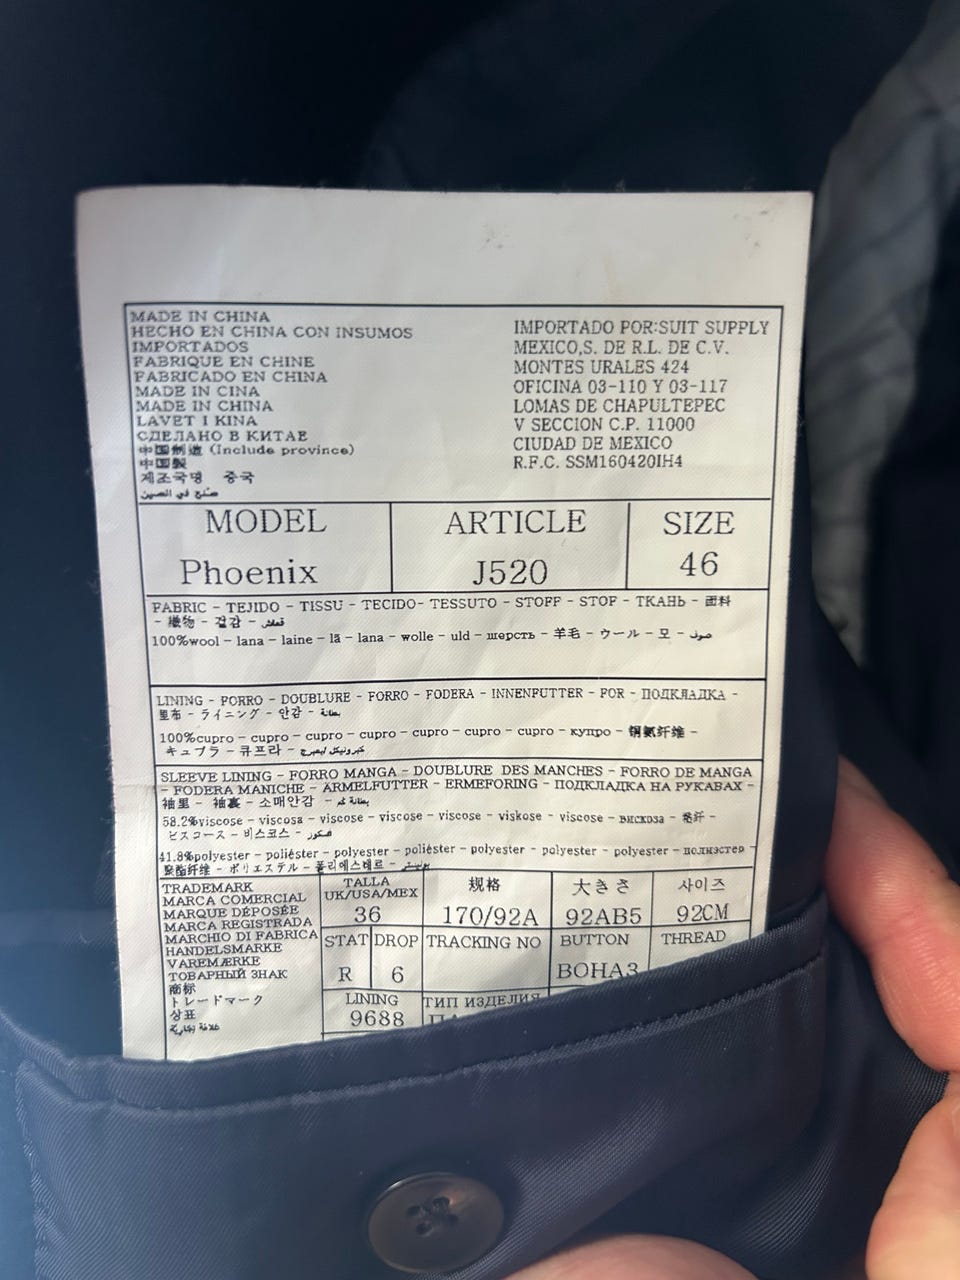 MADE IN CHINA
HECHO EN CHINA CON INSUMOS
IMPORTADOS
FABRIQUE EN CHINE
FABRICADO EN CHINA
MADE IN CINA
MADE IN CHINA
LAVET I KINA
СДЕЛАНО В КИТАЕ
中国制造 (Include province)
中国製
제조국명 중국
صنع في الصين
IMPORTADO POR:SUIT SUPPLY
MEXICO,S. DE R.L. DE C.V.
MONTES URALES 424
OFICINA 03-110 Y 03-117
LOMAS DE CHAPULTEPEC
V SECCION C.P. 11000
CIUDAD DE MEXICO
R.F.C. SSM160420IH4
MODEL ARTICLE SIZE
Phoenix J520 46
FABRIC - TEJIDO - TISSU - TECIDO- TESSUTO - STOFF - STOF - ТКАНЬ - 面料
- 織物 - 겉감 - قماش
100%wool - lana - laine - lã - lana - wolle - uld - шерсть - 羊毛 - ウール - 모 - صوف
LINING - FORRO - DOUBLURE - FORRO - FODERA - INNENFUTTER - FOR - ПОДКЛАДКА -
里布 - ライニング - 안감 - بطانة
100%cupro - cupro - cupro - cupro - cupro - cupro - cupro - купро - 铜氨纤维 -
キュプラ - 큐프라 -
SLEEVE LINING - FORRO MANGA - DOUBLURE DES MANCHES - FORRO DE MANGA
- FODERA MANICHE - ARMELFUTTER - ERMEFORING - ПОДКЛАДКА НА РУКАВАХ -
袖里 - 袖裏 - 소매안감 - بطانة كم
58.2%viscose - viscosa - viscose - viscose - viscose - viskose - viscose - вискоза - 粘纤 -
ビスコース - 비스코스 - فسكوز
41.8%polyester - poliéster - polyester - poliéster - polyester - polyester - polyester - полиэстер -
聚酯纤维 - ポリエステル - 폴리에스테르 -
TRADEMARK
MARCA COMERCIAL
MARQUE DÉPOSÉE
MARCA REGISTRADA
MARCHIO DI FABRICA
HANDELSMARKE
VAREMÆRKE
ТОВАРНЫЙ ЗНАК
商标
トレードマーク
상표
علامة تجارية
TALLA
UK/USA/MEX 规格 大きさ 사이즈
36 170/92A 92AB5 92CM
STAT DROP TRACKING NO BUTTON THREAD
R 6 BOHA3
LINING ТИП ИЗДЕЛИЯ
9688